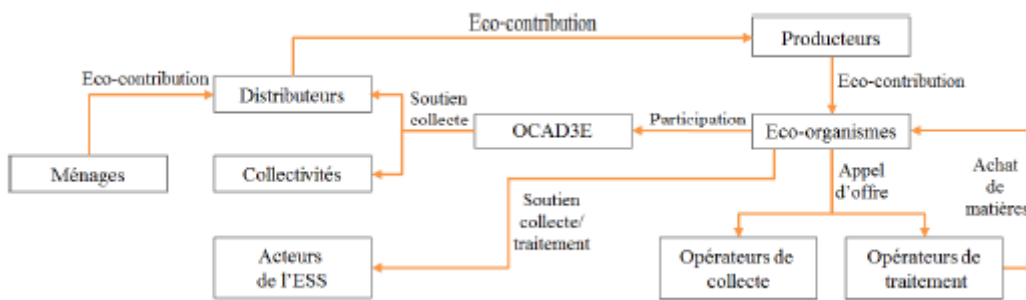 Eco-contribution
Producteurs
Eco-contribution
Distributeurs
Eco-contribution
Soutien
collecte
OCAD3E
Participation
Eco-organismes
Ménages
Collectivités
Appel
d'offre
Achat
de
matières
Soutien
collecte/
traitement
Acteurs
de l'ESS
Opérateurs de
collecte
Opérateurs de
traitement